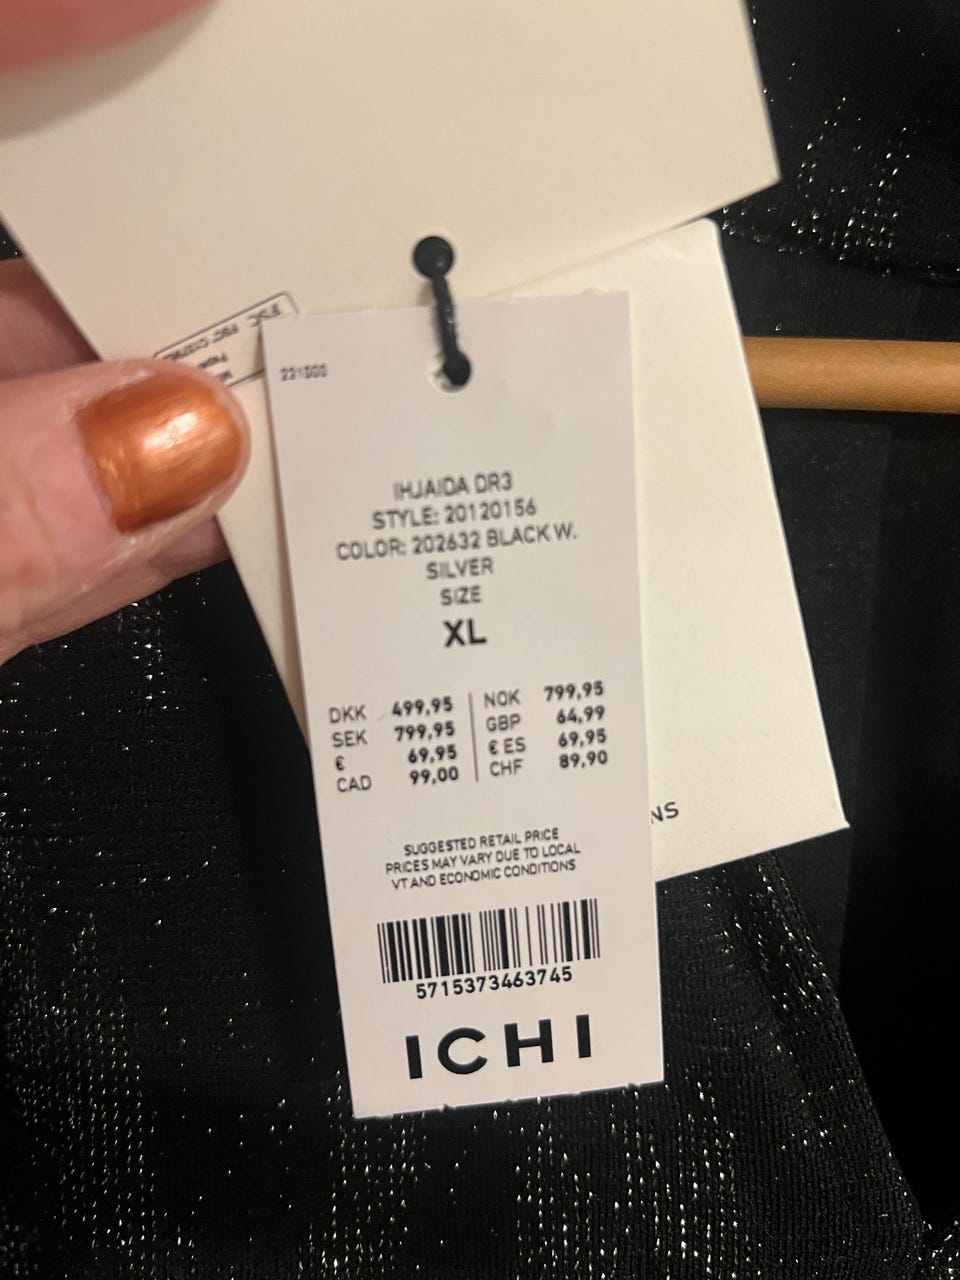 231000
IHJAIDA DR3
STYLE: 20120156
COLOR: 202632 BLACK W.
SILVER
SIZE
XL
DKK 499,95
SEK 799,95
€ 69,95
CAD 99,00
NOK 799,95
GBP 64,99
€ ES 69,95
CHF 89,90
SUGGESTED RETAIL PRICE
PRICES MAY VARY DUE TO LOCAL
VT AND ECONOMIC CONDITIONS
5715373463745
ICHI
NS